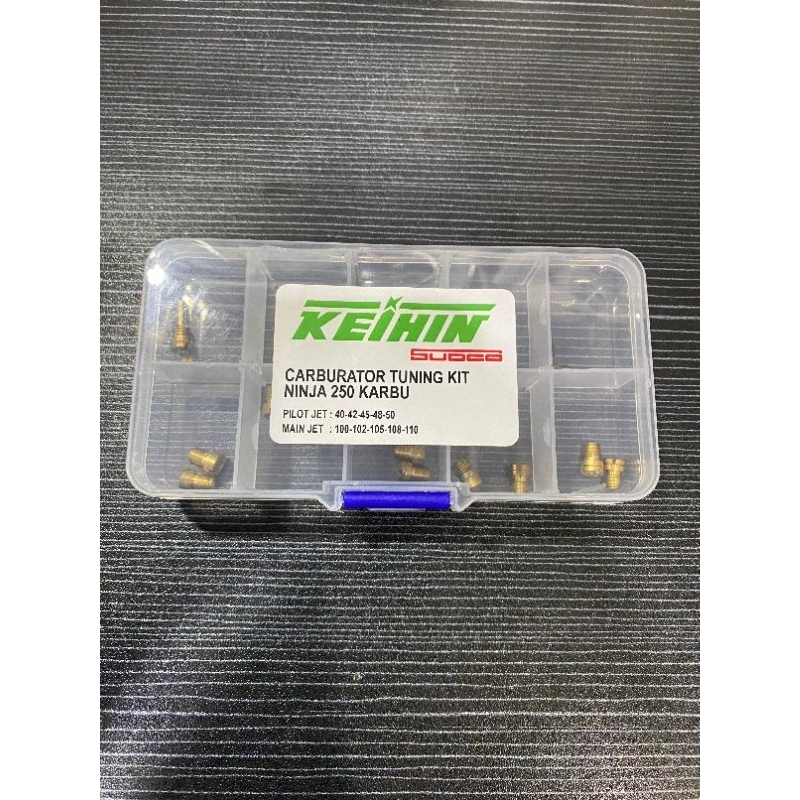 KEIHIN
SUDCO
CARBURATOR TUNING KIT
NINJA 250 KARBU
PILOT JET : 40-42-45-48-50
MAIN JET : 100-102-105-108-110